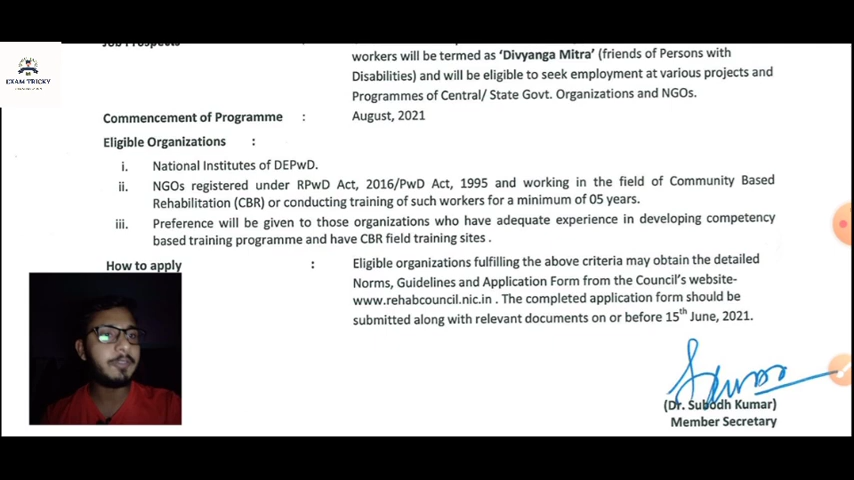 EXAM TRICKY
workers will be termed as 'Divyanga Mitra' (friends of Persons with
Disabilities) and will be eligible to seek employment at various projects and
Programmes of Central/ State Govt. Organizations and NGOs.
Commencement of Programme : August, 2021
Eligible Organizations :
i. National Institutes of DEPwD.
ii. NGOs registered under RPwD Act, 2016/PwD Act, 1995 and working in the field of Community Based
Rehabilitation (CBR) or conducting training of such workers for a minimum of 05 years.
iii. Preference will be given to those organizations who have adequate experience in developing competency
based training programme and have CBR field training sites .
How to apply : Eligible organizations fulfilling the above criteria may obtain the detailed
Norms, Guidelines and Application Form from the Council's website-
www.rehabcouncil.nic.in . The completed application form should be
submitted along with relevant documents on or before 15th June, 2021.
(Dr. Subodh Kumar)
Member Secretary